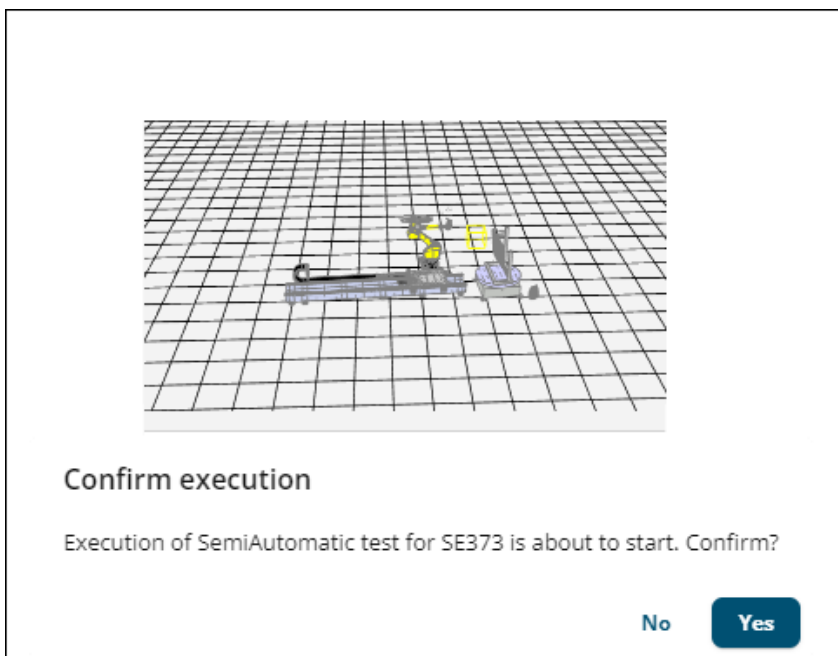 Confirm execution
Execution of SemiAutomatic test for SE373 is about to start. Confirm?
No
Yes